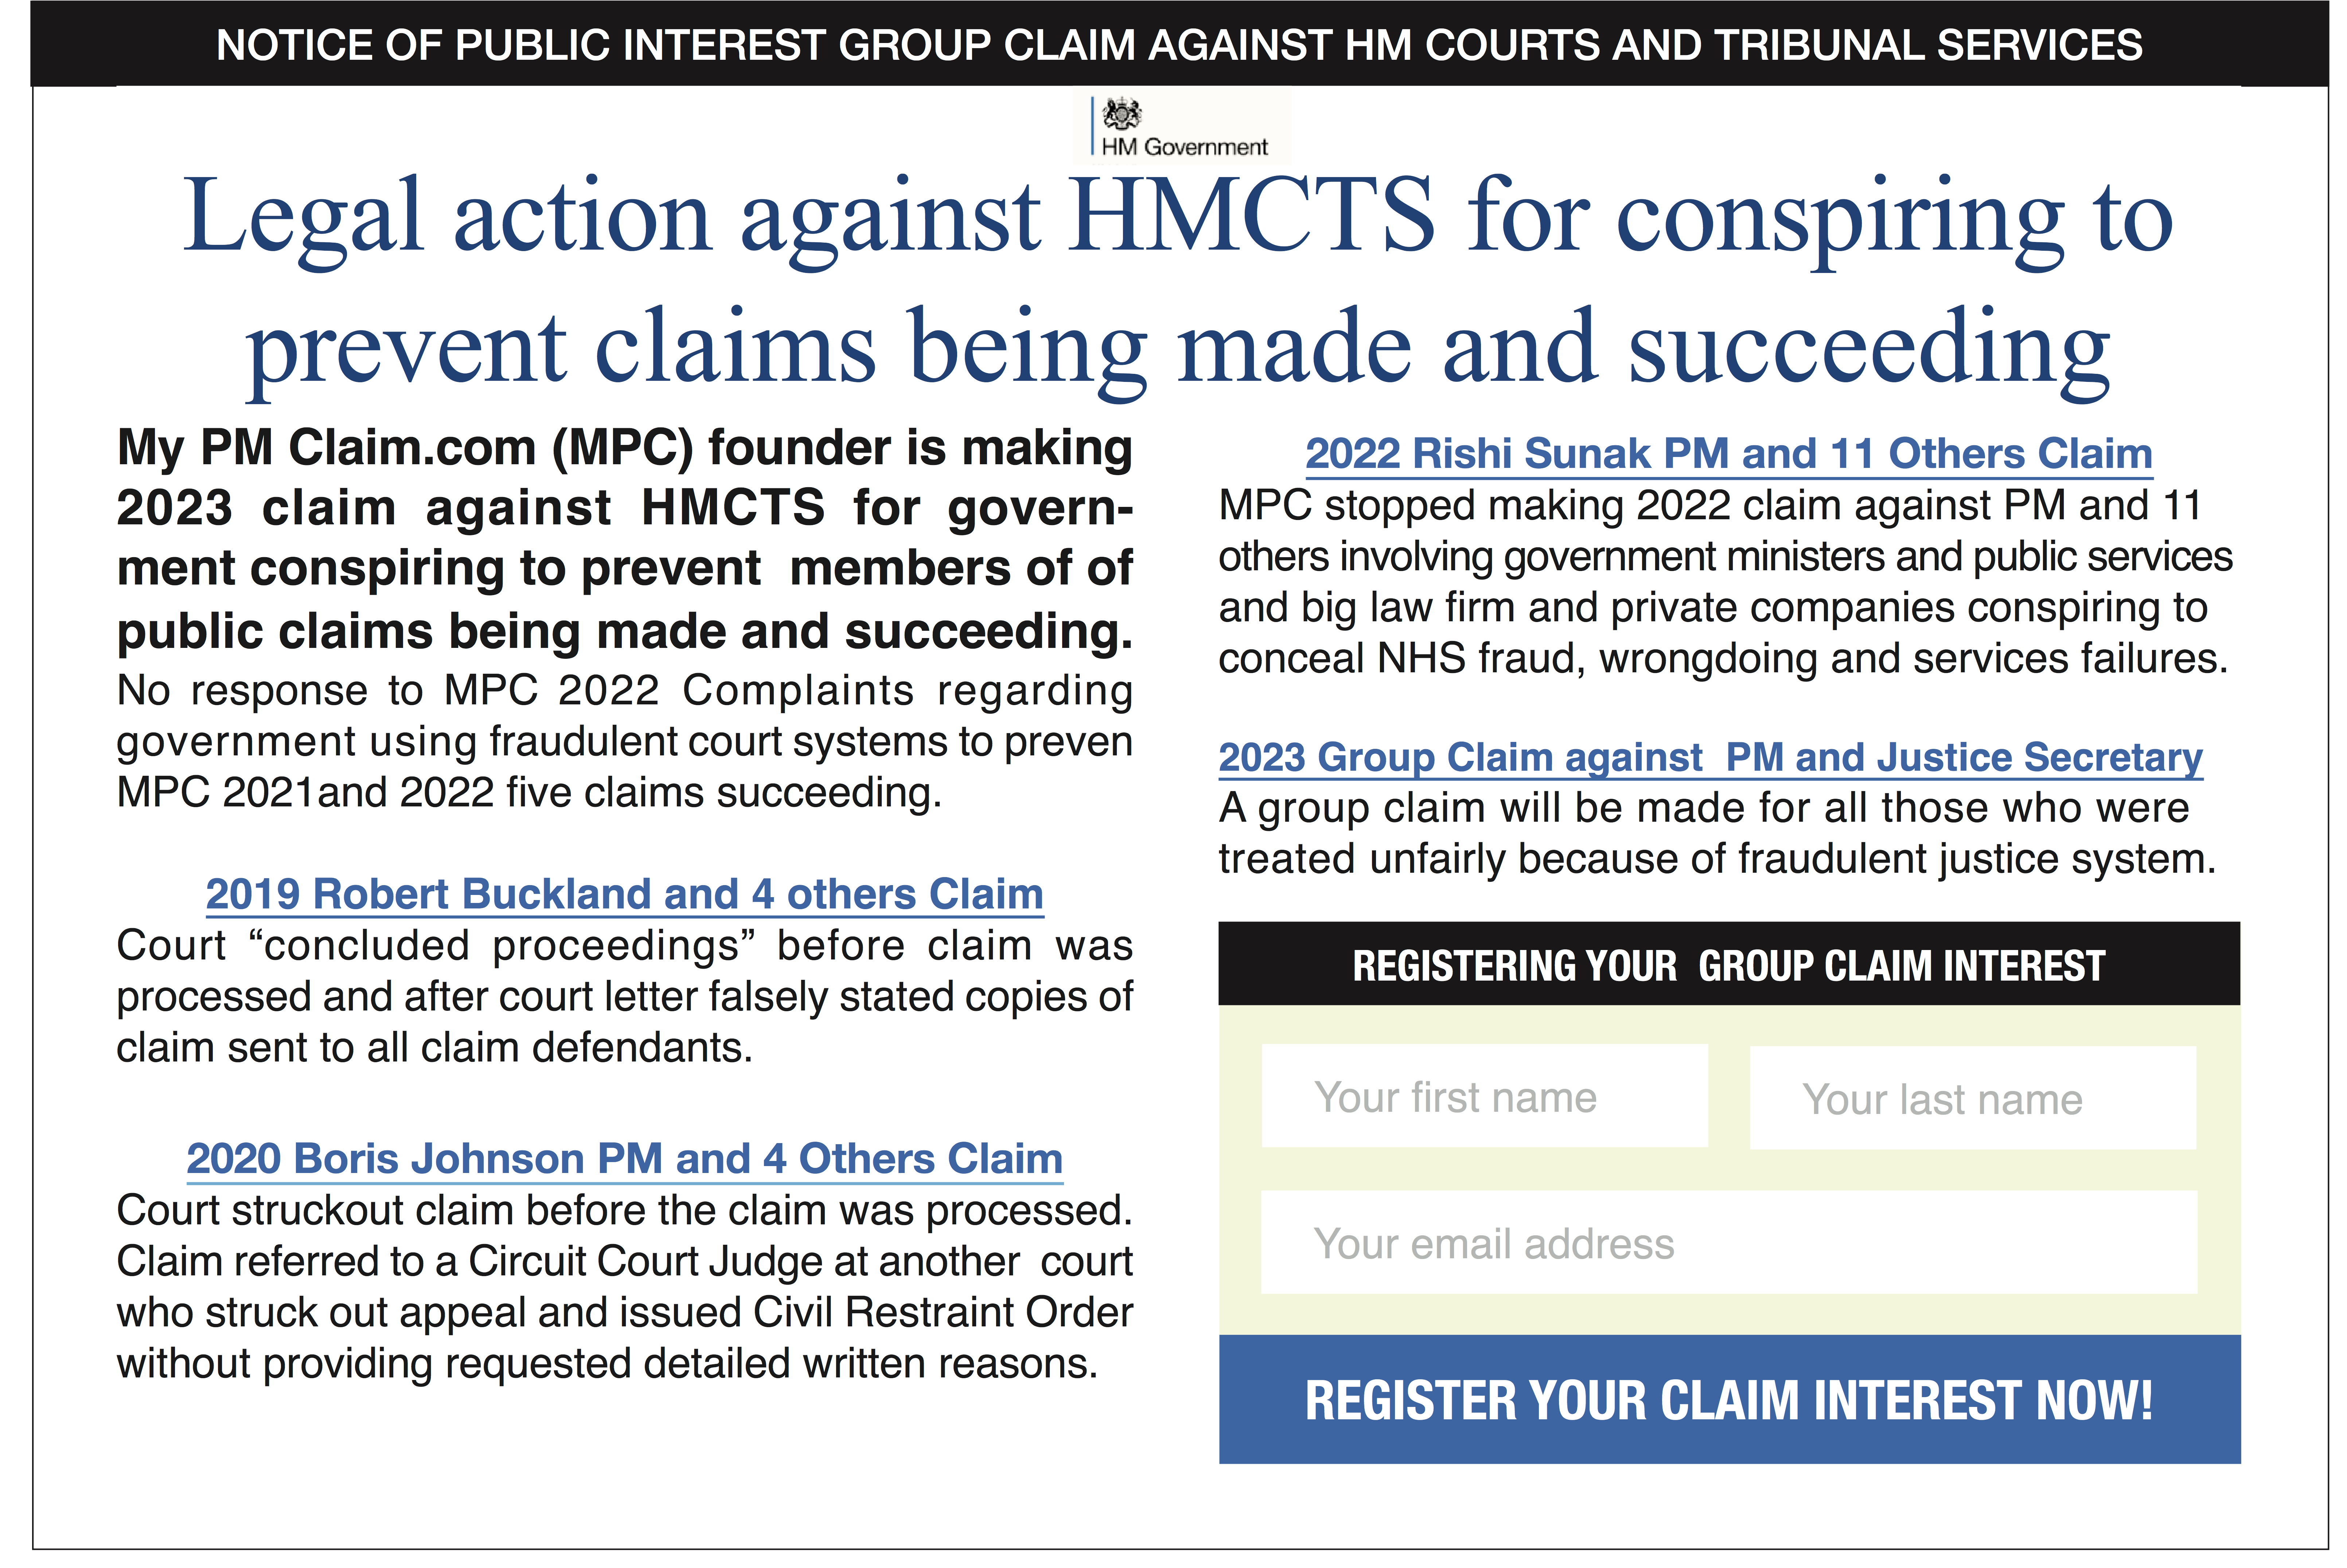 NOTICE OF PUBLIC INTEREST GROUP CLAIM AGAINST HM COURTS AND TRIBUNAL SERVICES
HM Government
Legal action against HMCTS for conspiring to
prevent claims being made and succeeding
My PM Claim.com (MPC) founder is making
2023 claim against HMCTS for govern-
ment conspiring to prevent members of of
public claims being made and succeeding.
No response to MPC 2022 Complaints regarding
government using fraudulent court systems to preven
MPC 2021and 2022 five claims succeeding.
2019 Robert Buckland and 4 others Claim
Court “concluded proceedings” before claim was
processed and after court letter falsely stated copies of
claim sent to all claim defendants.
2020 Boris Johnson PM and 4 Others Claim
Court struckout claim before the claim was processed.
Claim referred to a Circuit Court Judge at another court
who struck out appeal and issued Civil Restraint Order
without providing requested detailed written reasons.
2022 Rishi Sunak PM and 11 Others Claim
MPC stopped making 2022 claim against PM and 11
others involving government ministers and public services
and big law firm and private companies conspiring to
conceal NHS fraud, wrongdoing and services failures.
2023 Group Claim against PM and Justice Secretary
A group claim will be made for all those who were
treated unfairly because of fraudulent justice system.
REGISTERING YOUR GROUP CLAIM INTEREST
Your first name
Your last name
Your email address
REGISTER YOUR CLAIM INTEREST NOW!